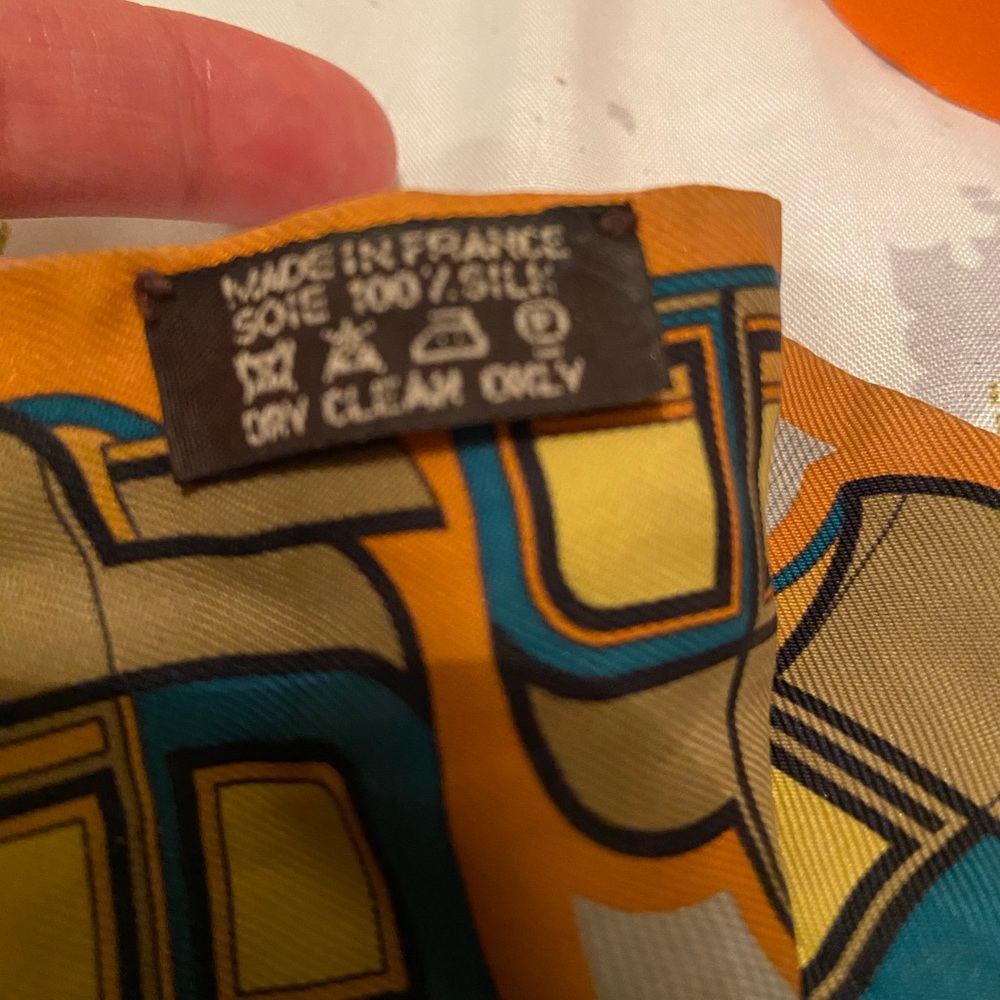 MADE IN FRANCE
SOIE 100% SILK
P
DRY CLEAN ONLY